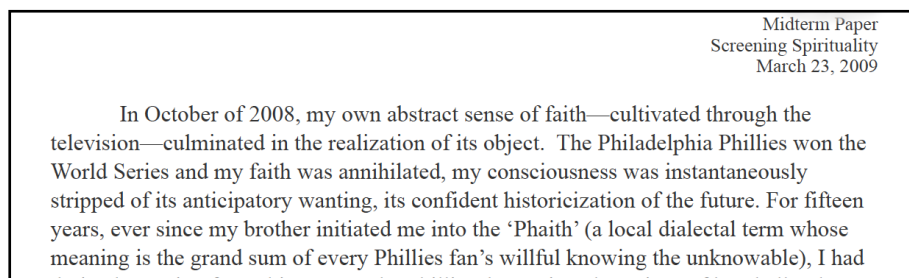 Midterm Paper
Screening Spirituality
March 23, 2009
In October of 2008, my own abstract sense of faith—cultivated through the
television—culminated in the realization of its object.  The Philadelphia Phillies won the
World Series and my faith was annihilated, my consciousness was instantaneously
stripped of its anticipatory wanting, its confident historicization of the future. For fifteen
years, ever since my brother initiated me into the ‘Phaith’ (a local dialectal term whose
meaning is the grand sum of every Phillies fan’s willful knowing the unknowable), I had